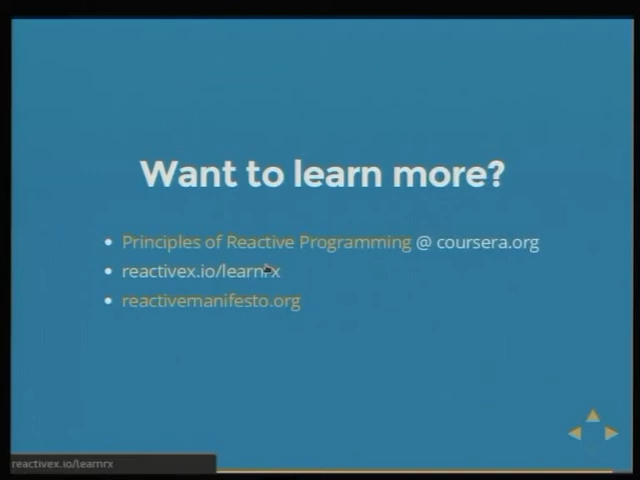 Want to learn more?
Principles of Reactive Programming @ coursera.org
reactivex.io/learnrx
reactivemanifesto.org
reactivex.io/learnrx